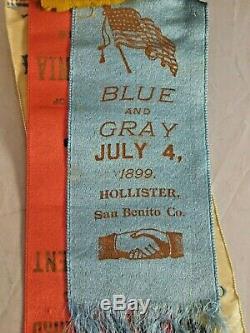 BLUE
AND
GRAY
JULY 4,
1899.
HOLLISTER,
San Benito Co.